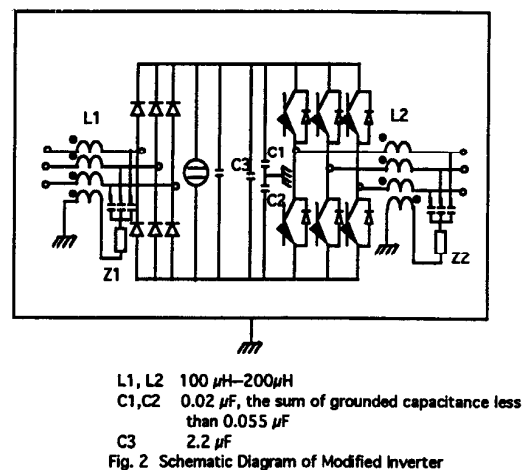 L1
L2
C3
C1
C2
Z1
Z2
L1, L2 100 μH—200μH
C1,C2 0.02 μF, the sum of grounded capacitance less
than 0.055 μF
C3 2.2 μF
Fig. 2 Schematic Diagram of Modified Inverter